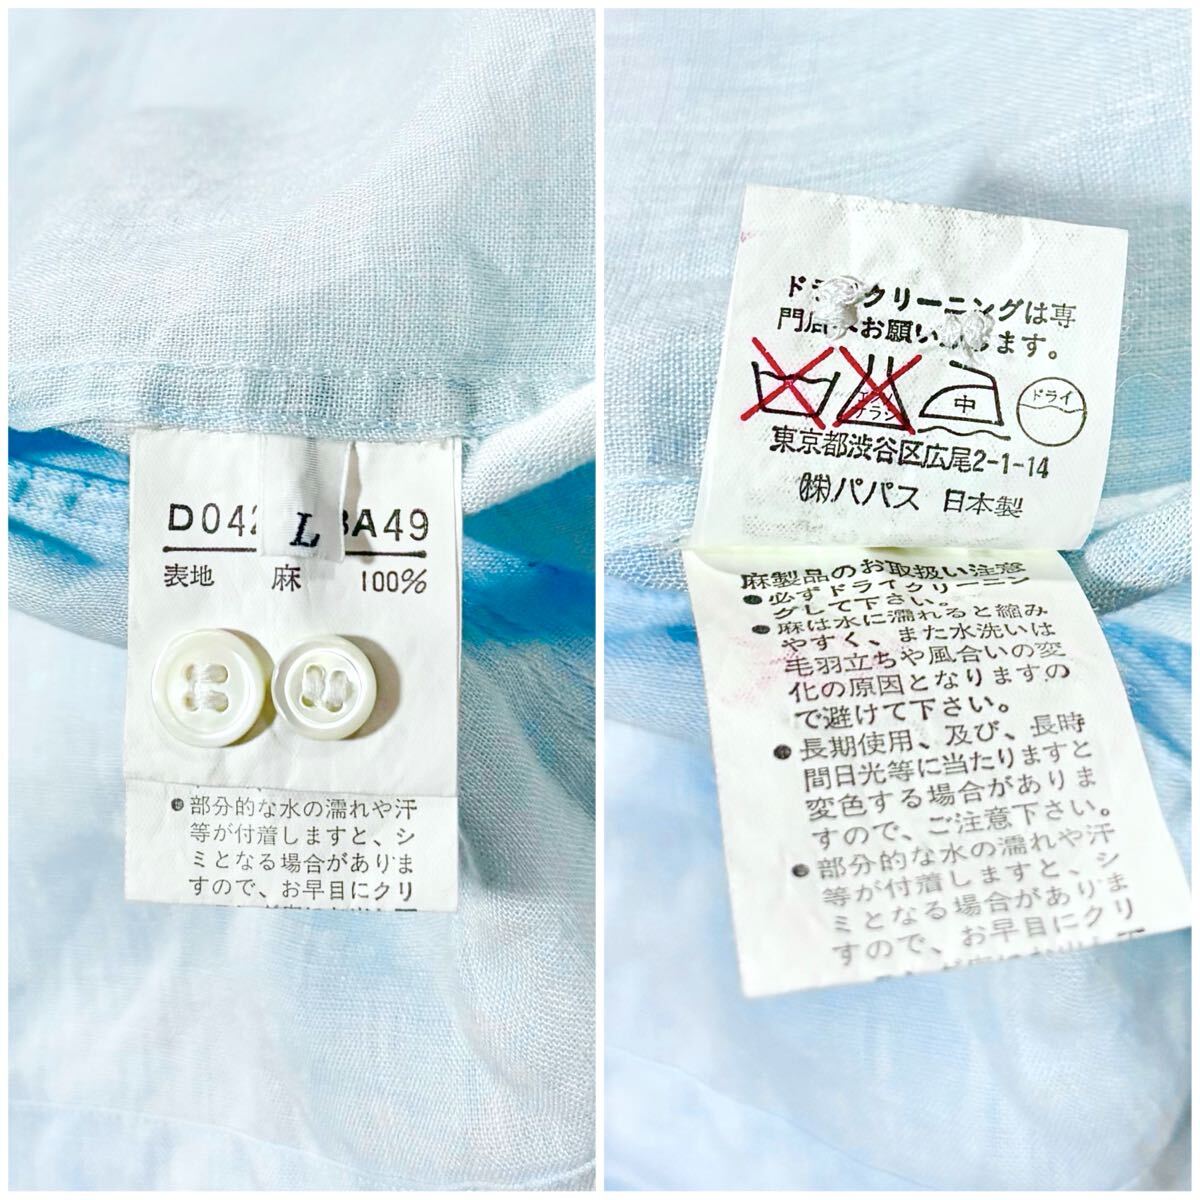 D04
L
A49
表地 麻 100%
●部分的な水の濡れや汗
等が付着しますと、シ
ミとなる場合がありま
すので、お早目にクリ
ドライクリーニングは専
門店へお願い します。
エンソ
サラシ
中
ドライ
東京都渋谷区広尾2-1-14
㈱パパス 日本製
麻製品のお取扱い注意
●必ずドライクリーニン
グして下さい。
●麻は水に濡れると縮み
やすく、また水洗いは
毛羽立ちや風合いの変
化の原因となりますの
で避けて下さい。
●長期使用、及び、長時
間日光等に当たりますと
変色する場合がありま
すので、ご注意下さい。
●部分的な水の濡れや汗
等が付着しますと、シ
ミとなる場合がありま
すので、お早目にクリ